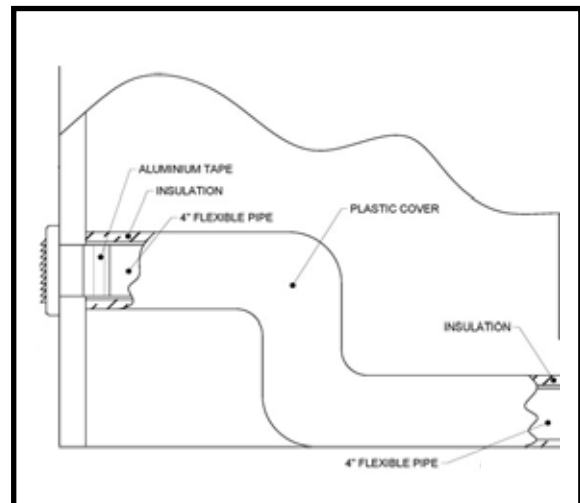 ALUMINIUM TAPE
INSULATION
4" FLEXIBLE PIPE
PLASTIC COVER
INSULATION
4" FLEXIBLE PIPE